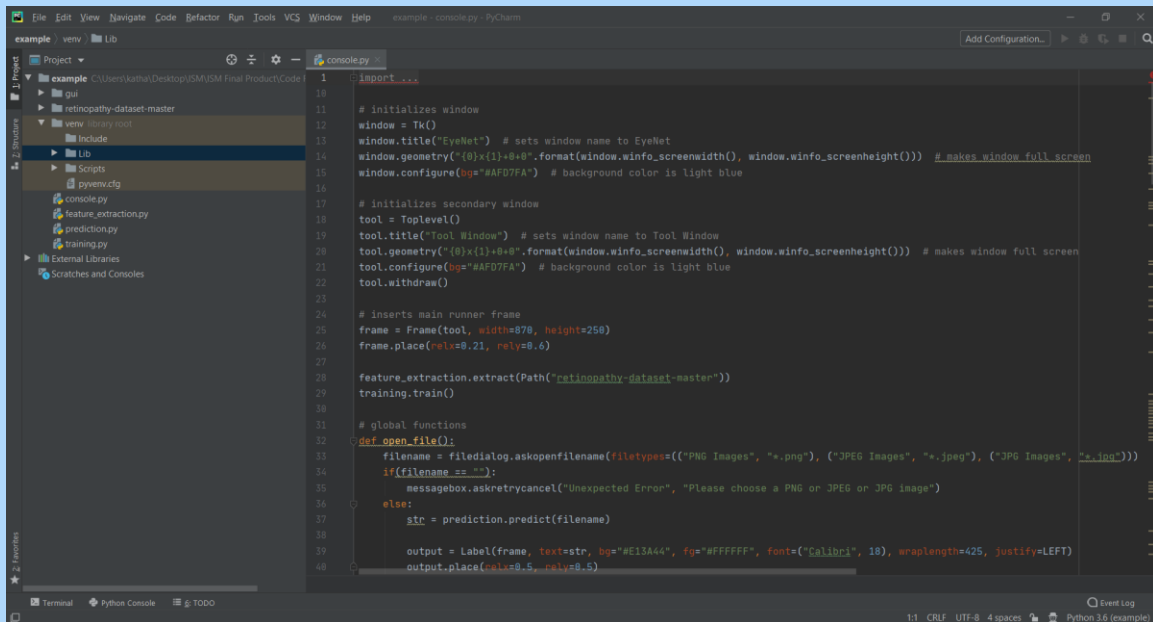 File Edit View Navigate Code Refactor Run Tools VCS Window Help example - console.py - PyCharm
example venv Lib Add Configuration...
1: Project
2: Structure
2: Favorites
Project
example C:\Users\katha\Desktop\ISM\ISM Final Product\Code
gui
retinopathy-dataset-master
venv library root
Include
Lib
Scripts
pyvenv.cfg
console.py
feature_extraction.py
prediction.py
training.py
External Libraries
Scratches and Consoles
console.py
1 import ...
10
11 # initializes window
12 window = Tk()
13 window.title("EyeNet") # sets window name to EyeNet
14 window.geometry("{0}x{1}+0+0".format(window.winfo_screenwidth(), window.winfo_screenheight())) # makes window full screen
15 window.configure(bg="#AFD7FA") # background color is light blue
16
17 # initializes secondary window
18 tool = Toplevel()
19 tool.title("Tool Window") # sets window name to Tool Window
20 tool.geometry("{0}x{1}+0+0".format(window.winfo_screenwidth(), window.winfo_screenheight())) # makes window full screen
21 tool.configure(bg="#AFD7FA") # background color is light blue
22 tool.withdraw()
23
24 # inserts main runner frame
25 frame = Frame(tool, width=870, height=250)
26 frame.place(relx=0.21, rely=0.6)
27
28 feature_extraction.extract(Path("retinopathy-dataset-master"))
29 training.train()
30
31 # global functions
32 def open_file():
33 filename = filedialog.askopenfilename(filetypes=(("PNG Images", "*.png"), ("JPEG Images", "*.jpeg"), ("JPG Images", "*.jpg")))
34 if(filename == ""):
35 messagebox.askretrycancel("Unexpected Error", "Please choose a PNG or JPEG or JPG image")
36 else:
37 str = prediction.predict(filename)
38
39 output = Label(frame, text=str, bg="#E13A44", fg="#FFFFFF", font=("Calibri", 18), wraplength=425, justify=LEFT)
40 output.place(relx=0.5, rely=0.5)
Terminal Python Console 6: TODO Event Log
1:1 CRLF UTF-8 4 spaces Python 3.6 (example)